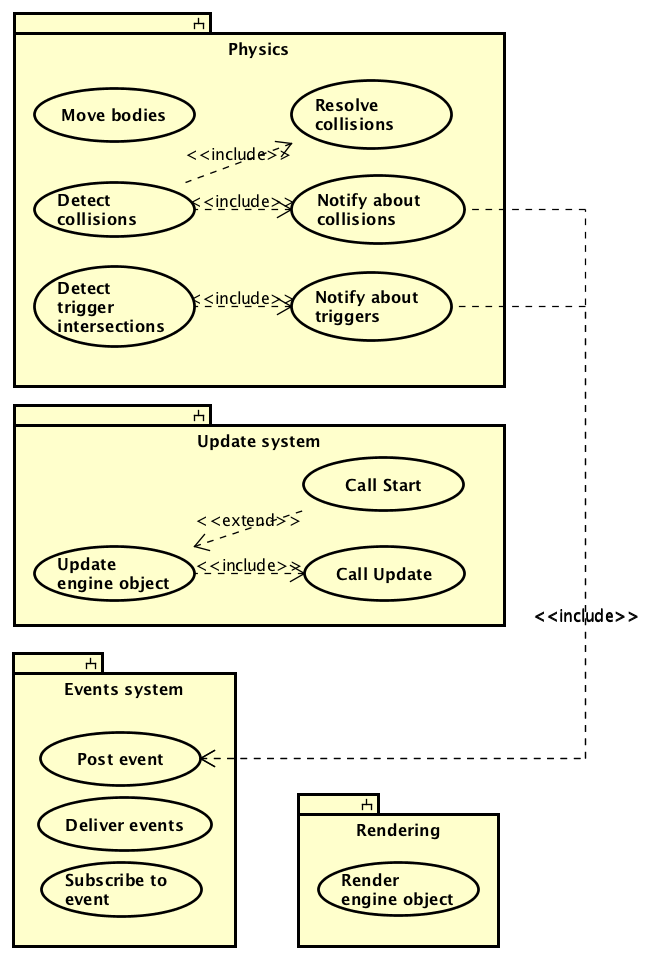 Physics
Move bodies
Resolve
collisions
<<include>>
Detect
collisions
<<include>>
Notify about
collisions
Detect
trigger
intersections
<<include>>
Notify about
triggers
Update system
Call Start
<<extend>>
Update
engine object
<<include>>
Call Update
<<include>>
Events system
Post event
Deliver events
Subscribe to
event
Rendering
Render
engine object